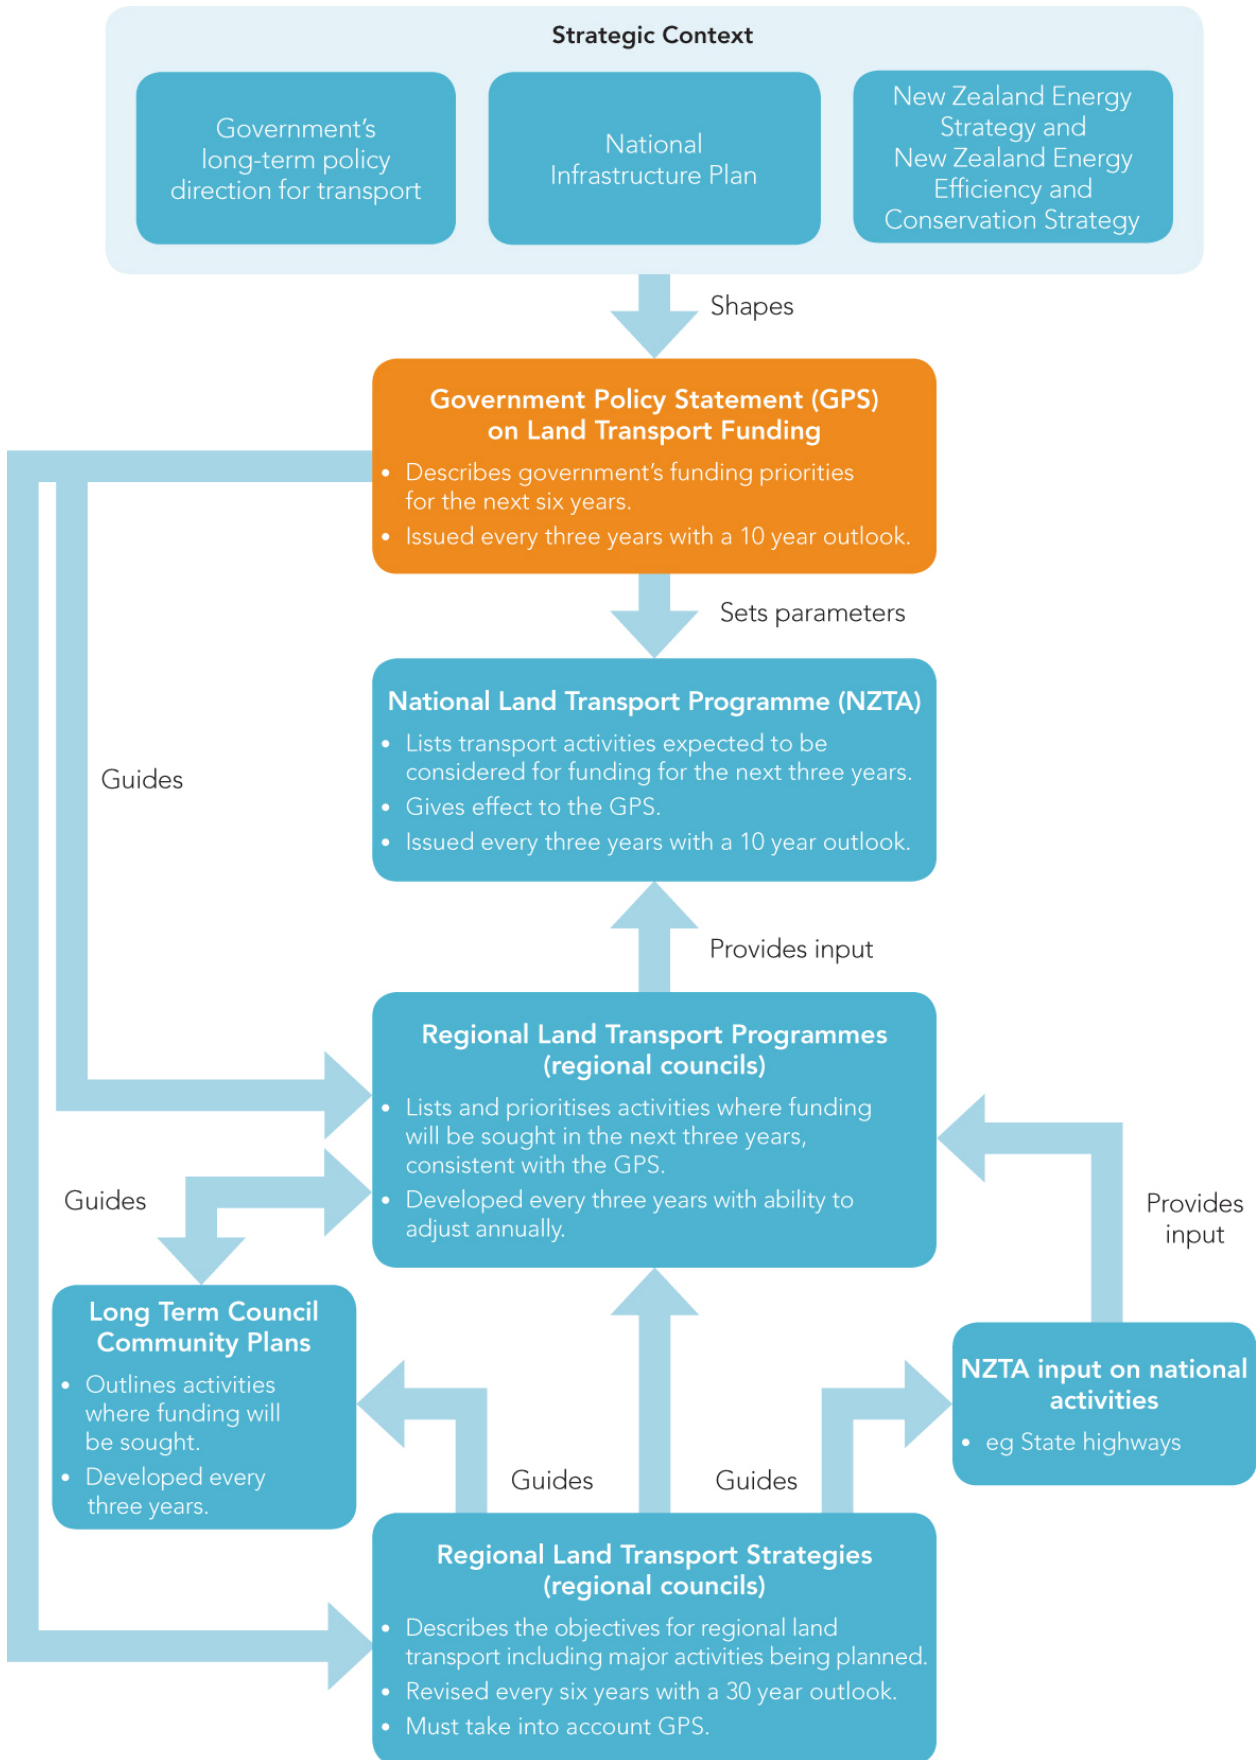 Strategic Context
Government’s
long-term policy
direction for transport
National
Infrastructure Plan
New Zealand Energy
Strategy and
New Zealand Energy
Efficiency and
Conservation Strategy
Shapes
Government Policy Statement (GPS)
on Land Transport Funding
• Describes government’s funding priorities
for the next six years.
• Issued every three years with a 10 year outlook.
Sets parameters
National Land Transport Programme (NZTA)
• Lists transport activities expected to be
considered for funding for the next three years.
• Gives effect to the GPS.
• Issued every three years with a 10 year outlook.
Guides
Provides input
Regional Land Transport Programmes
(regional councils)
• Lists and prioritises activities where funding
will be sought in the next three years,
consistent with the GPS.
• Developed every three years with ability to
adjust annually.
Guides
Provides
input
Long Term Council
Community Plans
• Outlines activities
where funding will
be sought.
• Developed every
three years.
NZTA input on national
activities
• eg State highways
Guides
Guides
Regional Land Transport Strategies
(regional councils)
• Describes the objectives for regional land
transport including major activities being planned.
• Revised every six years with a 30 year outlook.
• Must take into account GPS.